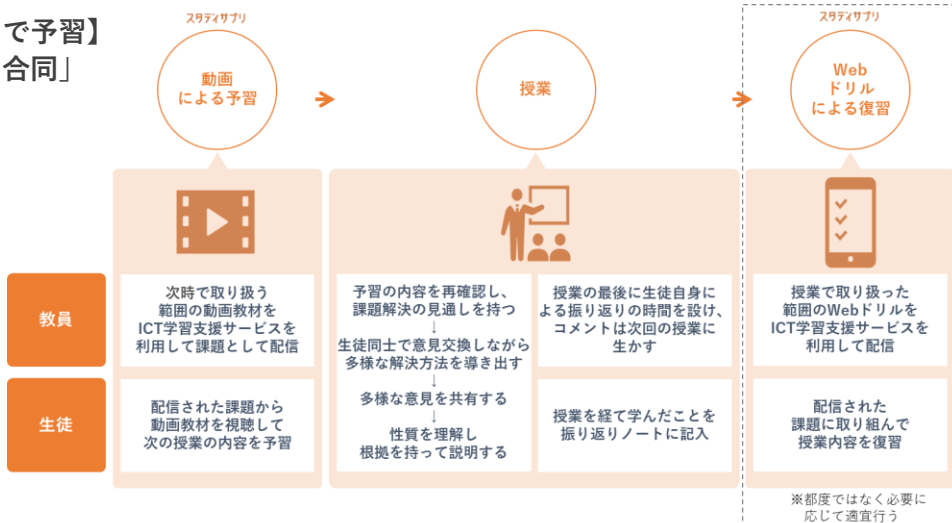 で予習】
合同」
スタディサプリ
動画
による予習
授業
スタディサプリ
Web
ドリル
による復習
教員
次時で取り扱う
範囲の動画教材を
ICT学習支援サービスを
利用して課題として配信
予習の内容を再確認し、
課題解決の見通しを持つ
↓
生徒同士で意見交換しながら
多様な解決方法を導き出す
↓
多様な意見を共有する
↓
性質を理解し
根拠を持って説明する
授業の最後に生徒自身に
よる振り返りの時間を設け、
コメントは次回の授業に
生かす
授業で取り扱った
範囲のWebドリルを
ICT学習支援サービスを
利用して配信
生徒
配信された課題から
動画教材を視聴して
次の授業の内容を予習
授業を経て学んだことを
振り返りノートに記入
配信された
課題に取り組んで
授業内容を復習
※都度ではなく必要に
応じて適宜行う